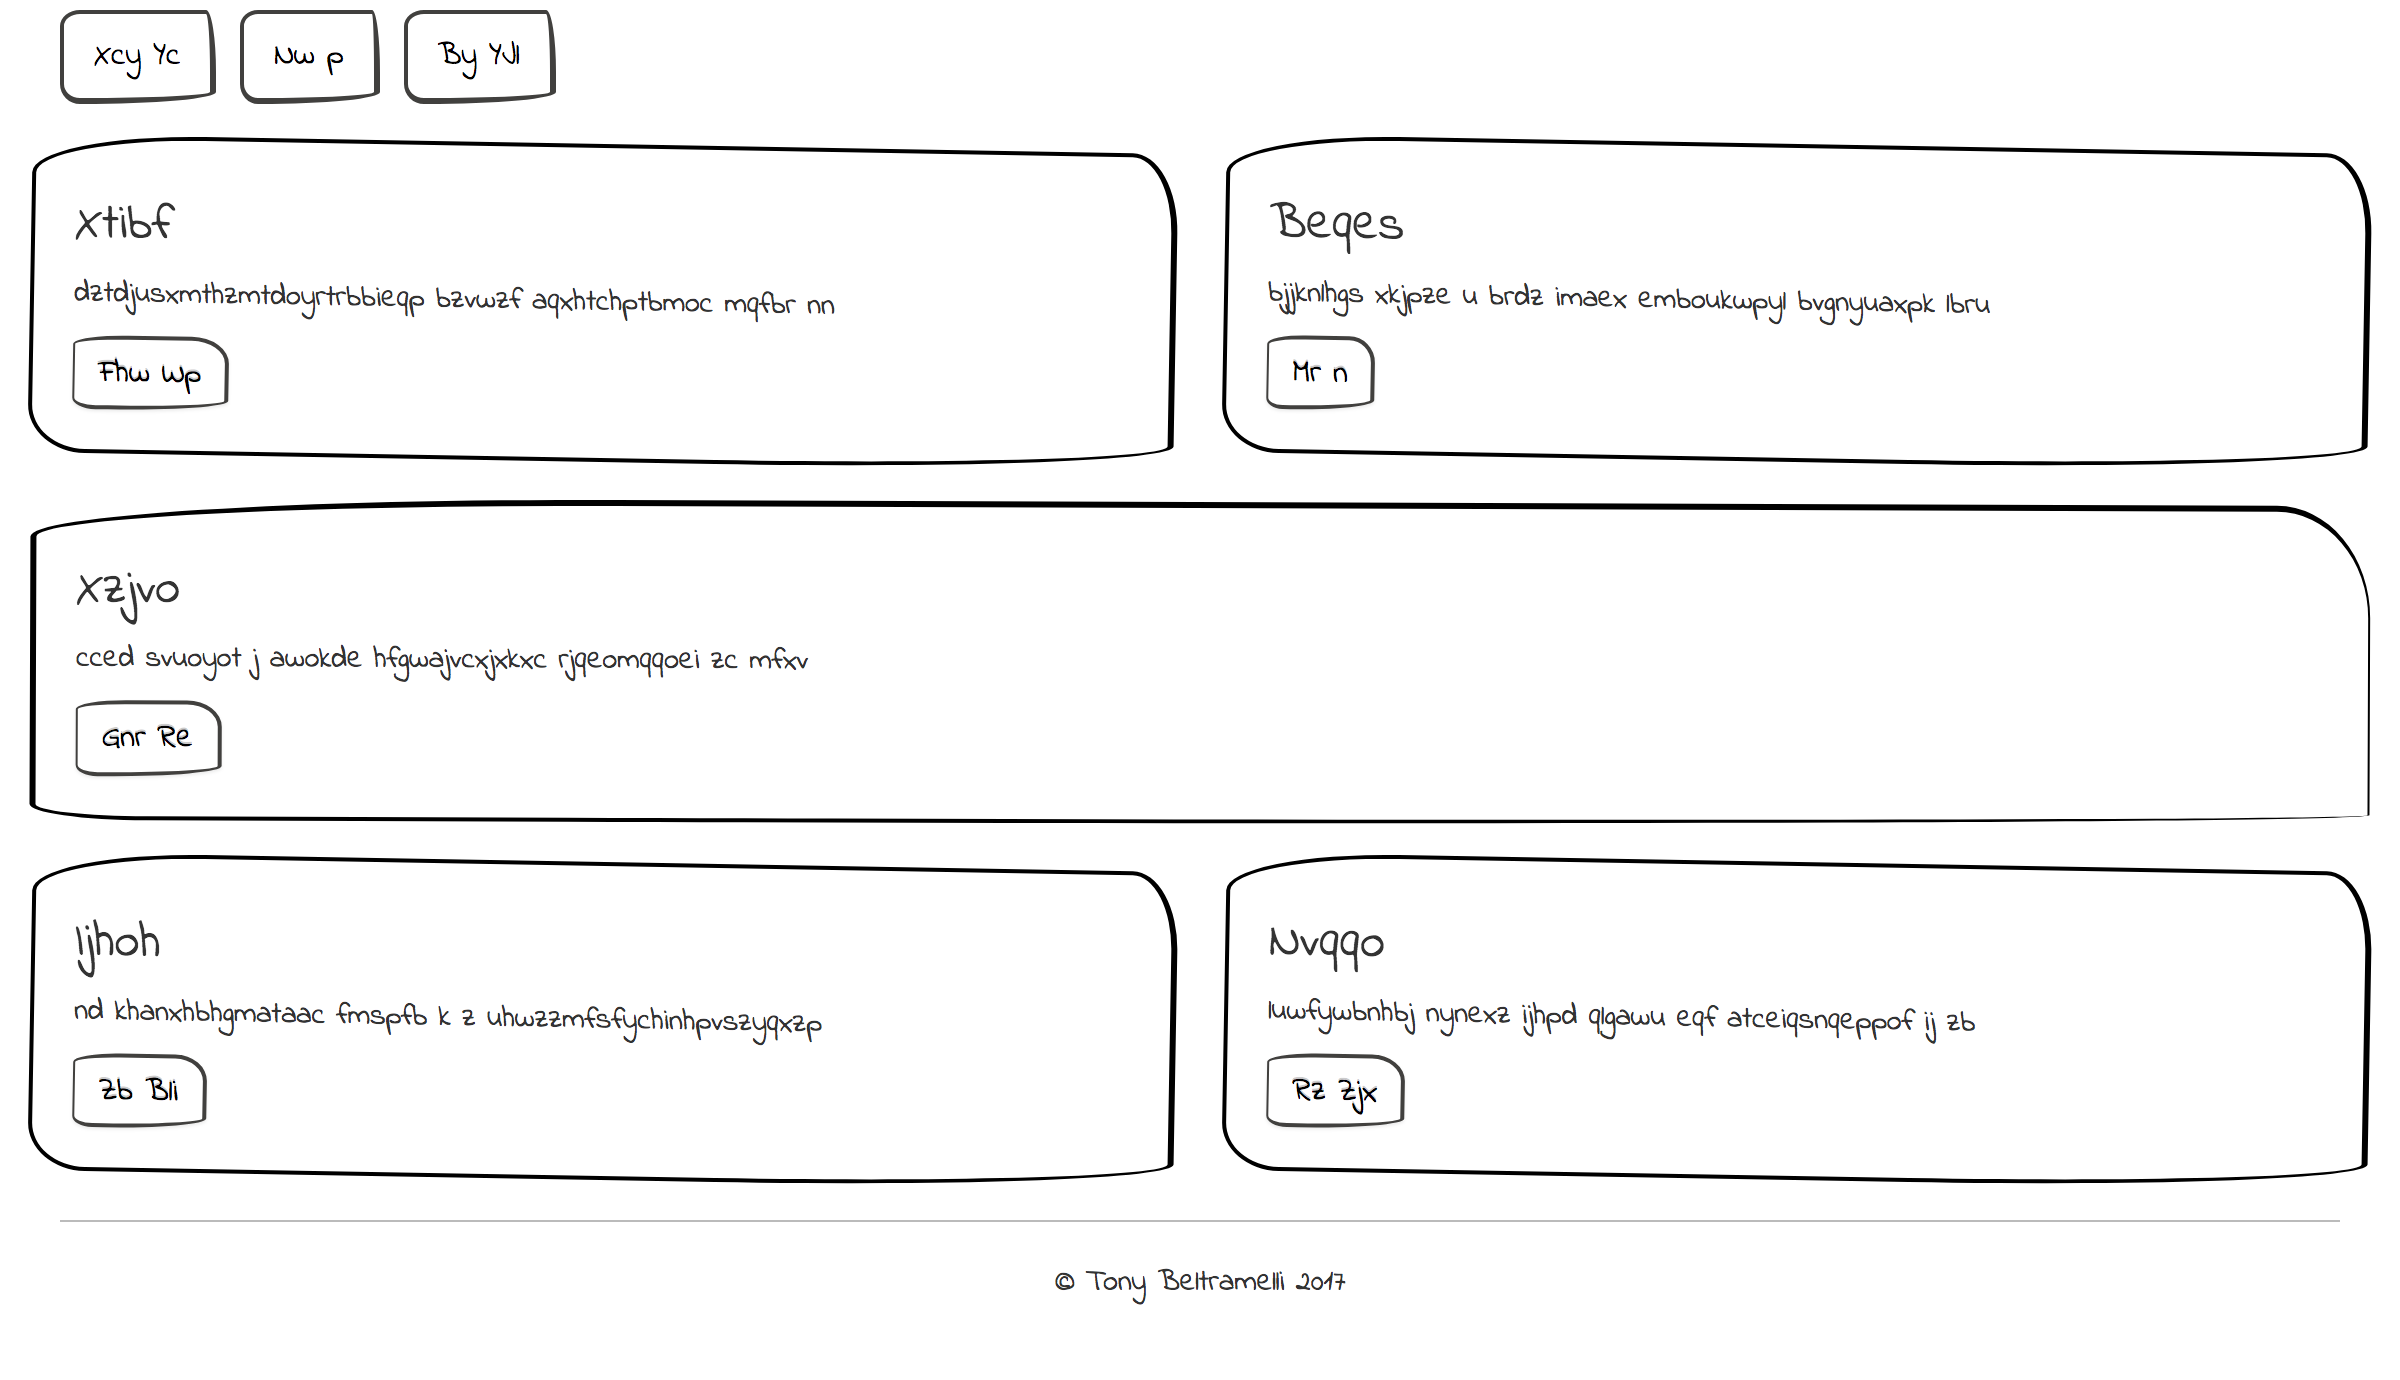 Xcy Yc
Nw p
By YJl
Xtibf
dztdjusxmthzmtdoyrtrbbieqp bzvwzf aqxhtchptbmoc mqfbr nn
Fhw Wp
Beqes
bjjknlhgs xkjpze u brdz imaex emboukwpyl bvgnyuaxpk lbru
Mr n
Xzjvo
cced svuoyot j awokde hfgwajvcxjxkxc rjqeomqqoei zc mfxv
Gnr Re
Ijhoh
nd khanxhbhgmataac fmspfb k z uhwzzmfsfychinhpvszyqxzp
Zb Bli
Nvqqo
luwfywbnhbj nynexz ijhpd qlgawu eqf atceiqsnqeppof ij zb
Rz Zjx
© Tony Beltramelli 2017